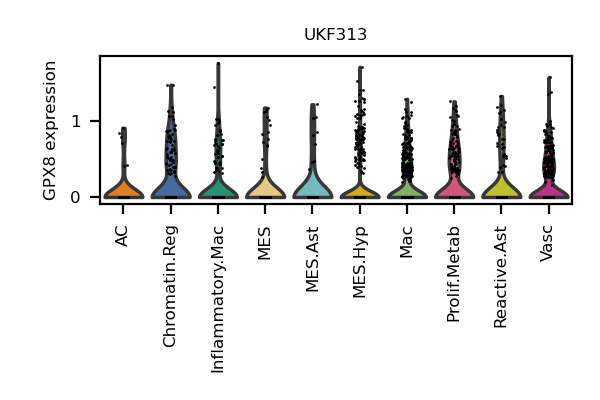 UKF313
GPX8 expression
1
0
AC
Chromatin.Reg
Inflammatory.Mac
MES
MES.Ast
MES.Hyp
Mac
Prolif.Metab
Reactive.Ast
Vasc